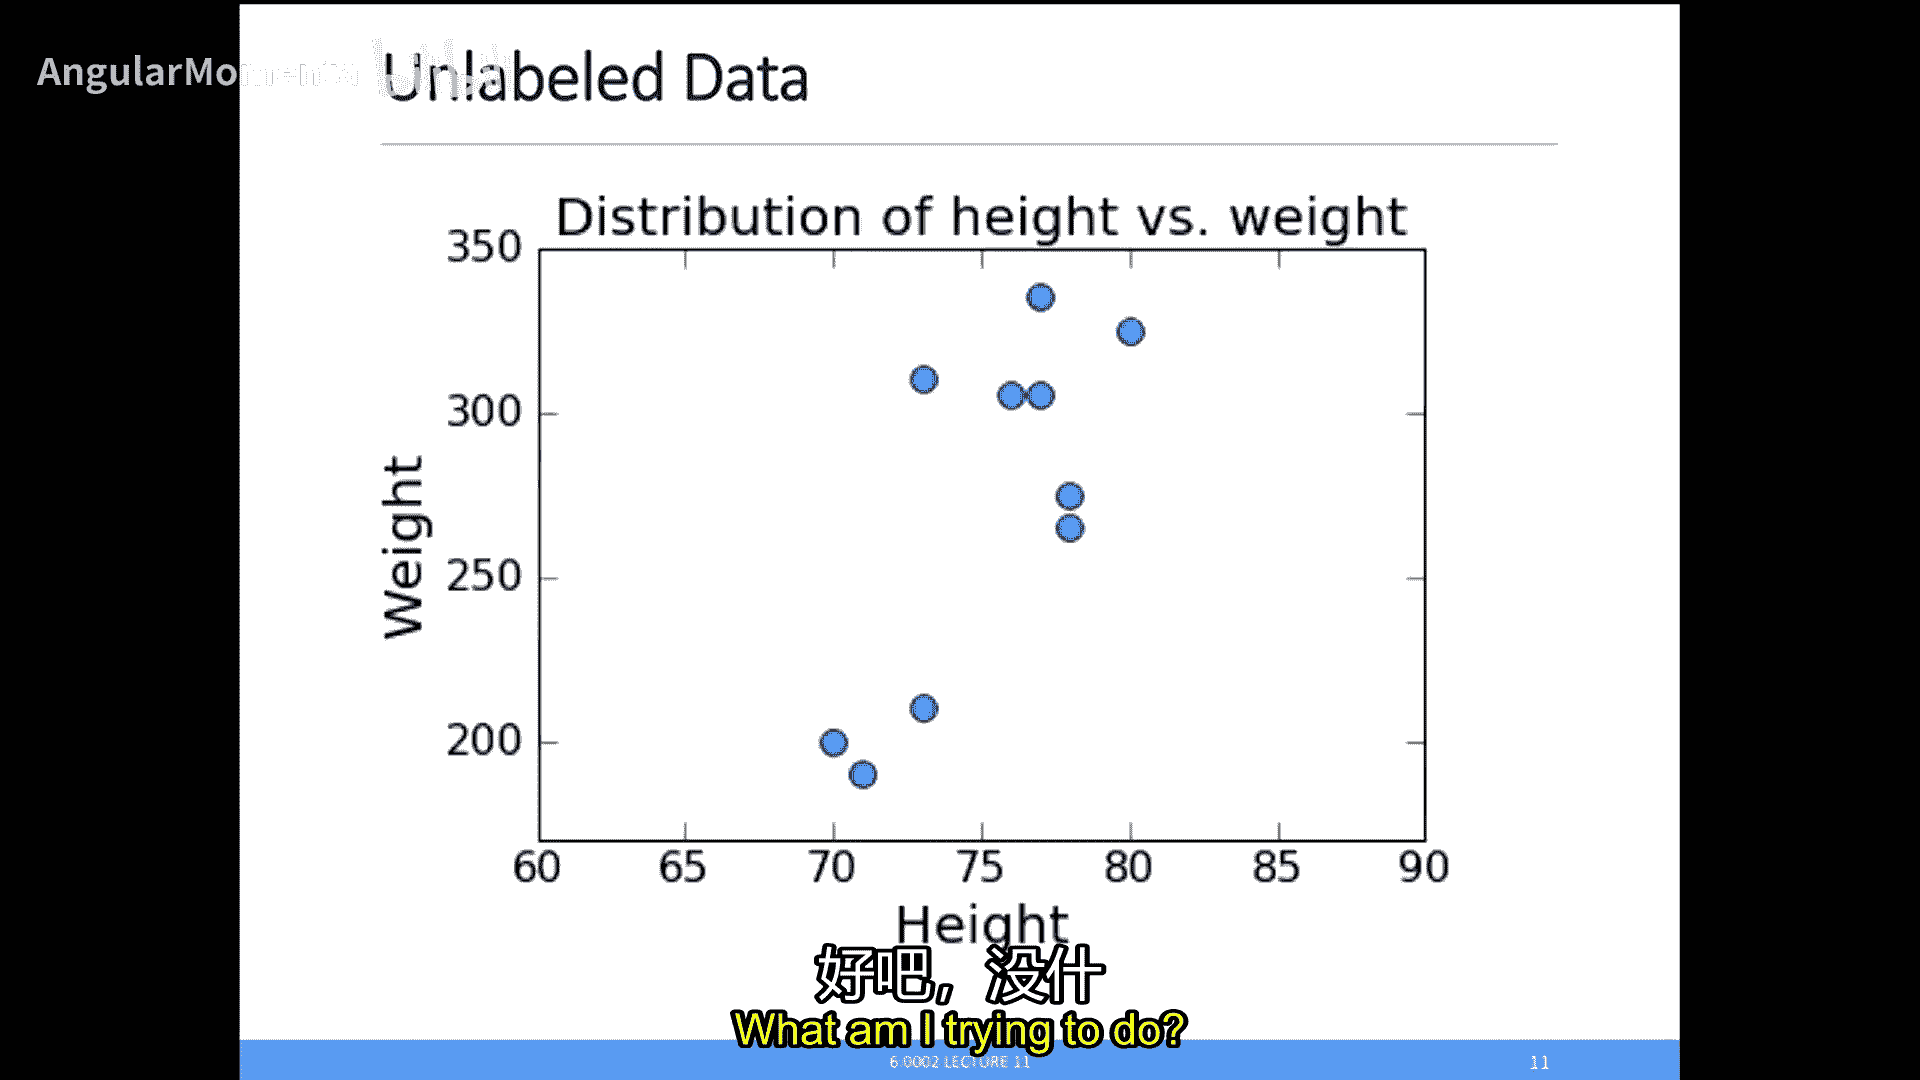 AngularMomenta
Unlabeled Data
Distribution of height vs. weight
350
300
250
200
Weight
60 65 70 75 80 85 90
Height
好吧，没什
What am I trying to do?
6.0002 LECTURE 11
11